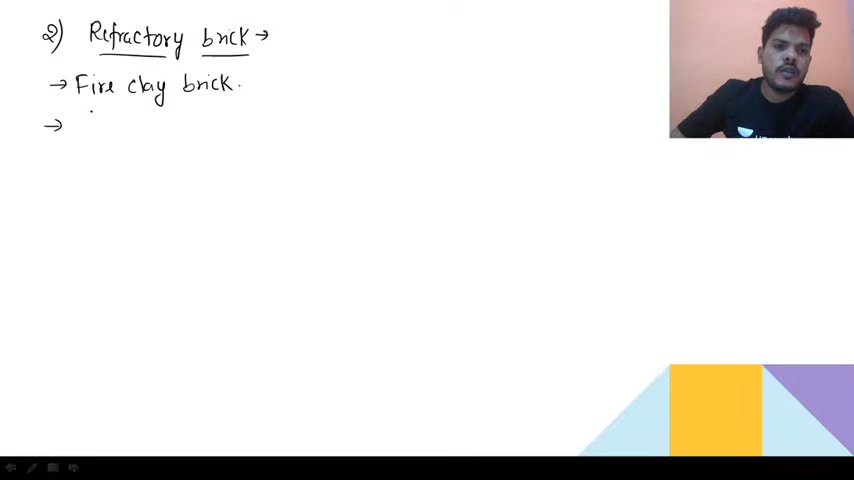 2) Refractory brick →
→ Fire clay brick.
→